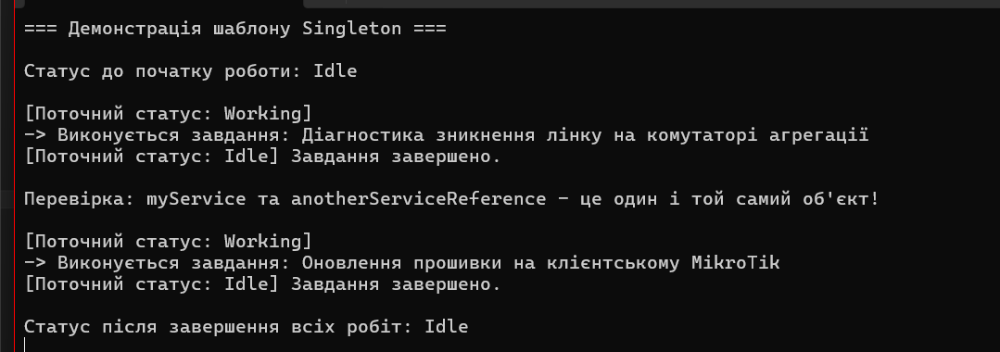 === Демонстрація шаблону Singleton ===
Статус до початку роботи: Idle
[Поточний статус: Working]
-> Виконується завдання: Діагностика зникнення лінку на комутаторі агрегації
[Поточний статус: Idle] Завдання завершено.
Перевірка: myService та anotherServiceReference - це один і той самий об'єкт!
[Поточний статус: Working]
-> Виконується завдання: Оновлення прошивки на клієнтському MikroTik
[Поточний статус: Idle] Завдання завершено.
Статус після завершення всіх робіт: Idle